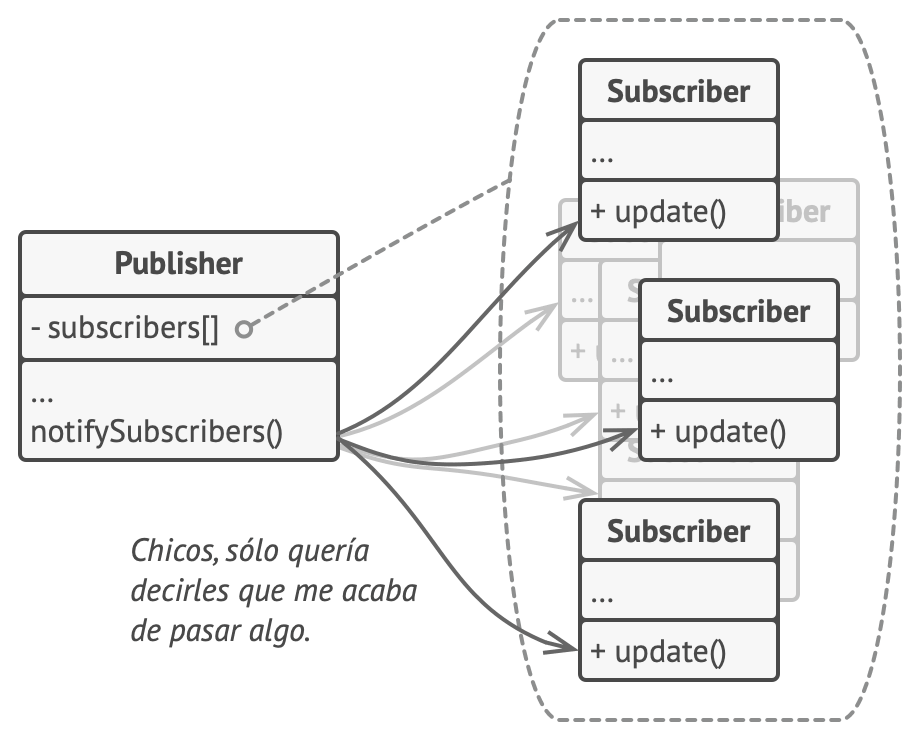 Publisher
- subscribers[]
...
notifySubscribers()
Chicos, sólo quería
decirles que me acaba
de pasar algo.
Subscriber
...
+ update()
Subscriber
...
+ update()
Subscriber
...
+ update()